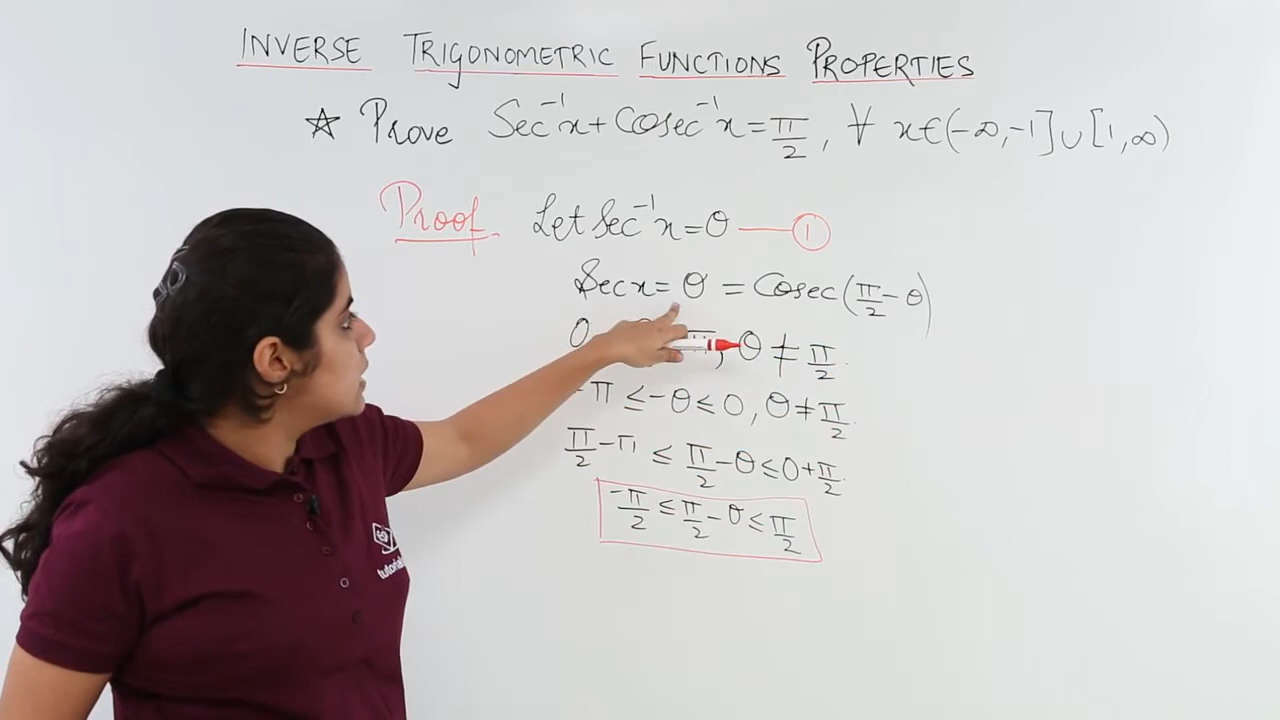 INVERSE TRIGONOMETRIC FUNCTIONS PROPERTIES
☆ Prove Sec⁻¹x + Cosec⁻¹x = π/2, ∀ x∈(-∞,-1]∪[1,∞)
Proof. Let Sec⁻¹x = θ — ①
Sec x = θ = Cosec(π/2 - θ)
0 π, θ ≠ π/2.
-π ≤ -θ ≤ 0, θ ≠ π/2.
π/2 - π ≤ π/2 - θ ≤ 0 + π/2.
-π/2 ≤ π/2 - θ ≤ π/2
tutorial